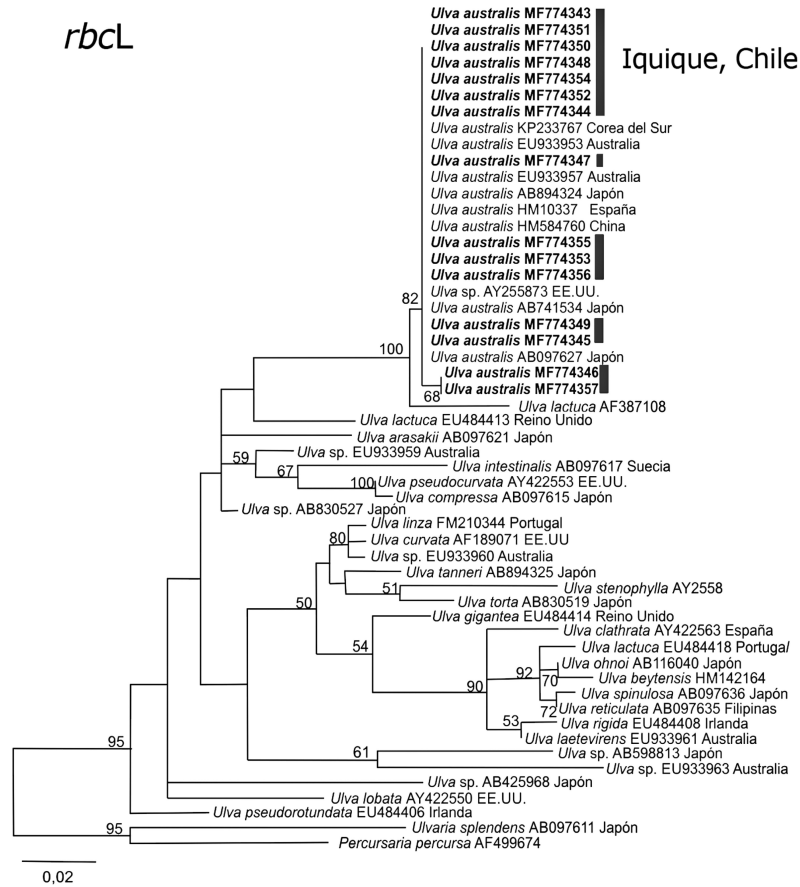 rbcL
Ulva australis MF774343
Ulva australis MF774351
Ulva australis MF774350
Iquique, Chile
Ulva australis MF774348
Ulva australis MF774354
Ulva australis MF774352
Ulva australis MF774344
Ulva australis KP233767 Corea del Sur
Ulva australis EU933953 Australia
Ulva australis MF774347
Ulva australis EU933957 Australia
Ulva australis AB894324 Japón
Ulva australis HM10337 España
Ulva australis HM584760 China
Ulva australis MF774355
Ulva australis MF774353
Ulva australis MF774356
Ulva sp. AY255873 EE.UU.
82
Ulva australis AB741534 Japón
Ulva australis MF774349
Ulva australis MF774345
100
Ulva australis AB097627 Japón
Ulva australis MF774346
Ulva australis MF774357
68
Ulva lactuca AF387108
Ulva lactuca EU484413 Reino Unido
Ulva arasakii AB097621 Japón
Ulva sp. EU933959 Australia
59
Ulva intestinalis AB097617 Suecia
67
100
Ulva pseudocurvata AY422553 EE.UU.
Ulva compressa AB097615 Japón
Ulva sp. AB830527 Japón
Ulva linza FM210344 Portugal
80
Ulva curvata AF189071 EE.UU
Ulva sp. EU933960 Australia
Ulva tanneri AB894325 Japón
51
Ulva stenophylla AY2558
Ulva torta AB830519 Japón
50
Ulva gigantea EU484414 Reino Unido
Ulva clathrata AY422563 España
54
Ulva lactuca EU484418 Portugal
Ulva ohnoi AB116040 Japón
92
70
Ulva beytensis HM142164
90
Ulva spinulosa AB097636 Japón
72
Ulva reticulata AB097635 Filipinas
53
Ulva rigida EU484408 Irlanda
Ulva laetevirens EU933961 Australia
95
61
Ulva sp. AB598813 Japón
Ulva sp. EU933963 Australia
Ulva sp. AB425968 Japón
Ulva lobata AY422550 EE.UU.
Ulva pseudorotundata EU484406 Irlanda
95
Ulvaria splendens AB097611 Japón
Percursaria percursa AF499674
0,02